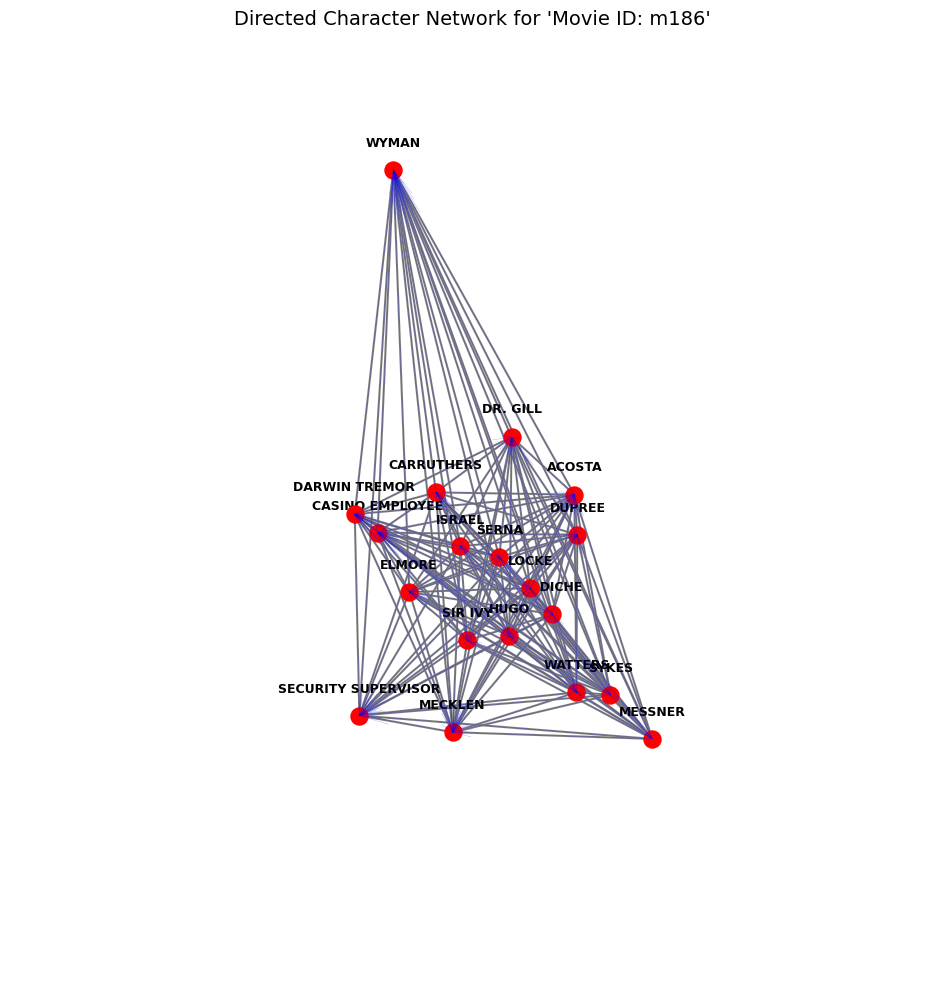 Directed Character Network for 'Movie ID: m186'
WYMAN
DR. GILL
CARRUTHERS
ACOSTA
DARWIN TREMOR
CASINO EMPLOYEE
DUPREE
ISRAEL
SERNA
LOCKE
ELMORE
DICHE
SIR IVY
HUGO
WATTERS
SYKES
SECURITY SUPERVISOR
MECKLEN
MESSNER